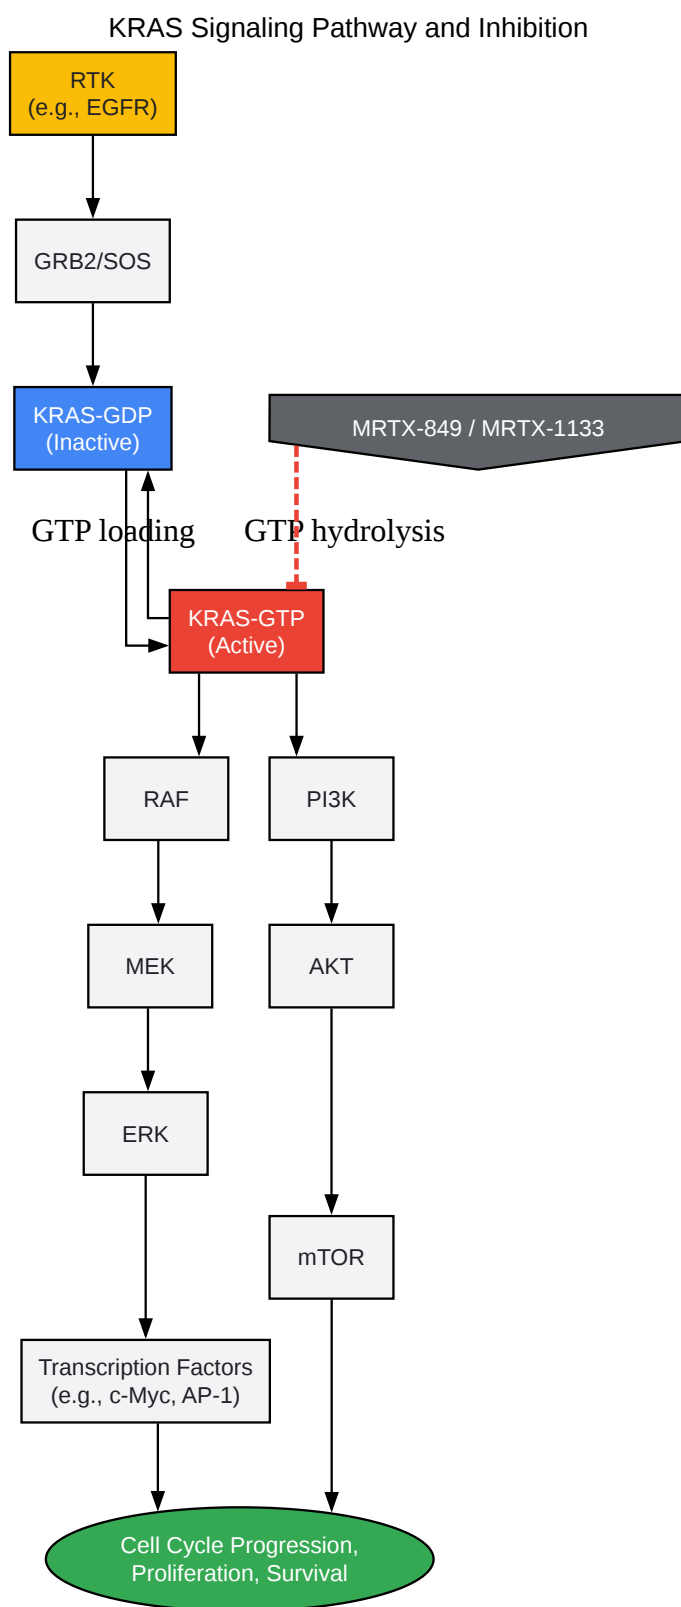 KRAS Signaling Pathway and Inhibition
RTK
(e.g., EGFR)
GRB2/SOS
KRAS-GDP
(Inactive)
MRTX-849 / MRTX-1133
GTP loading
GTP hydrolysis
KRAS-GTP
(Active)
RAF
PI3K
MEK
AKT
ERK
mTOR
Transcription Factors
(e.g., c-Myc, AP-1)
Cell Cycle Progression,
Proliferation, Survival